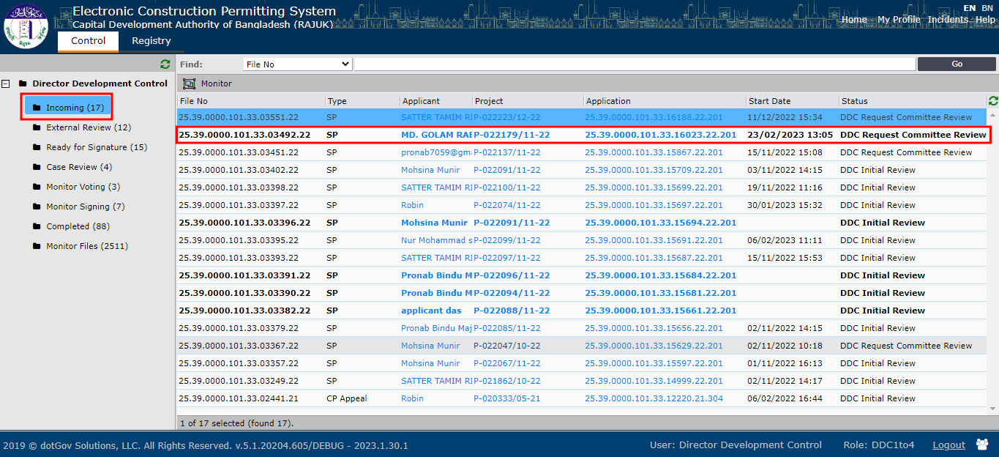 Electronic Construction Permitting System
Capital Development Authority of Bangladesh (RAJUK)
EN BN
Home My Profile Incidents Help
Control Registry
Find: File No Go
Director Development Control
Incoming (17)
External Review (12)
Ready for Signature (15)
Case Review (4)
Monitor Voting (3)
Monitor Signing (7)
Completed (88)
Monitor Files (2511)
Monitor
File No Type Applicant Project Application Start Date Status
25.39.0000.101.33.03551.22 SP SATTER TAMIM RI P-022223/12-22 25.39.0000.101.33.16188.22.201 11/12/2022 15:34 DDC Request Committee Review
25.39.0000.101.33.03492.22 SP MD. GOLAM RAB P-022179/11-22 25.39.0000.101.33.16023.22.201 23/02/2023 13:05 DDC Request Committee Review
25.39.0000.101.33.03451.22 SP pronab7059@gm P-022137/11-22 25.39.0000.101.33.15867.22.201 15/11/2022 15:08 DDC Request Committee Review
25.39.0000.101.33.03402.22 SP Mohsina Munir P-022091/11-22 25.39.0000.101.33.15709.22.201 03/11/2022 14:15 DDC Initial Review
25.39.0000.101.33.03398.22 SP SATTER TAMIM RI P-022100/11-22 25.39.0000.101.33.15699.22.201 19/11/2022 11:16 DDC Initial Review
25.39.0000.101.33.03397.22 SP Robin P-022074/11-22 25.39.0000.101.33.15697.22.201 30/01/2023 15:32 DDC Initial Review
25.39.0000.101.33.03396.22 SP Mohsina Munir P-022091/11-22 25.39.0000.101.33.15694.22.201 DDC Initial Review
25.39.0000.101.33.03395.22 SP Nur Mohammad s P-022099/11-22 25.39.0000.101.33.15691.22.201 06/02/2023 11:11 DDC Initial Review
25.39.0000.101.33.03393.22 SP SATTER TAMIM RI P-022097/11-22 25.39.0000.101.33.15687.22.201 15/11/2022 15:53 DDC Initial Review
25.39.0000.101.33.03391.22 SP Pronab Bindu M P-022096/11-22 25.39.0000.101.33.15684.22.201 DDC Initial Review
25.39.0000.101.33.03390.22 SP Pronab Bindu M P-022094/11-22 25.39.0000.101.33.15681.22.201 DDC Initial Review
25.39.0000.101.33.03382.22 SP applicant das P-022088/11-22 25.39.0000.101.33.15661.22.201 DDC Initial Review
25.39.0000.101.33.03379.22 SP Pronab Bindu Maj P-022085/11-22 25.39.0000.101.33.15656.22.201 02/11/2022 14:15 DDC Initial Review
25.39.0000.101.33.03367.22 SP Mohsina Munir P-022047/10-22 25.39.0000.101.33.15629.22.201 02/11/2022 10:18 DDC Request Committee Review
25.39.0000.101.33.03357.22 SP Mohsina Munir P-022067/11-22 25.39.0000.101.33.15597.22.201 01/11/2022 16:13 DDC Initial Review
25.39.0000.101.33.03249.22 SP SATTER TAMIM RI P-021862/10-22 25.39.0000.101.33.14999.22.201 02/11/2022 14:17 DDC Initial Review
25.39.0000.101.33.02441.21 CP Appeal Robin P-020333/05-21 25.39.0000.101.33.12220.21.304 06/02/2022 16:44 DDC Initial Review
1 of 17 selected (found 17).
2019 © dotGov Solutions, LLC. All Rights Reserved. v.5.1.20204.605/DEBUG - 2023.1.30.1 User: Director Development Control Role: DDC1to4 Logout